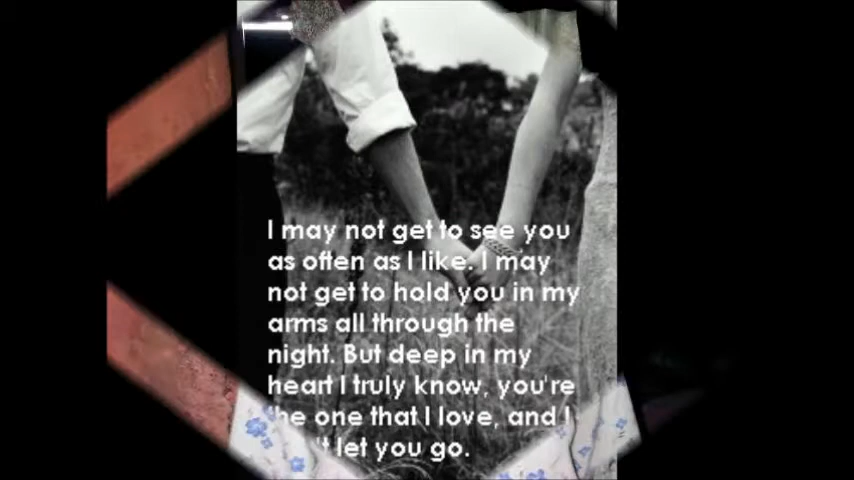 I may not get to see you
as often as I like. I may
not get to hold you in my
arms all through the
night. But deep in my
heart I truly know, you're
the one that I love, and I
let you go.